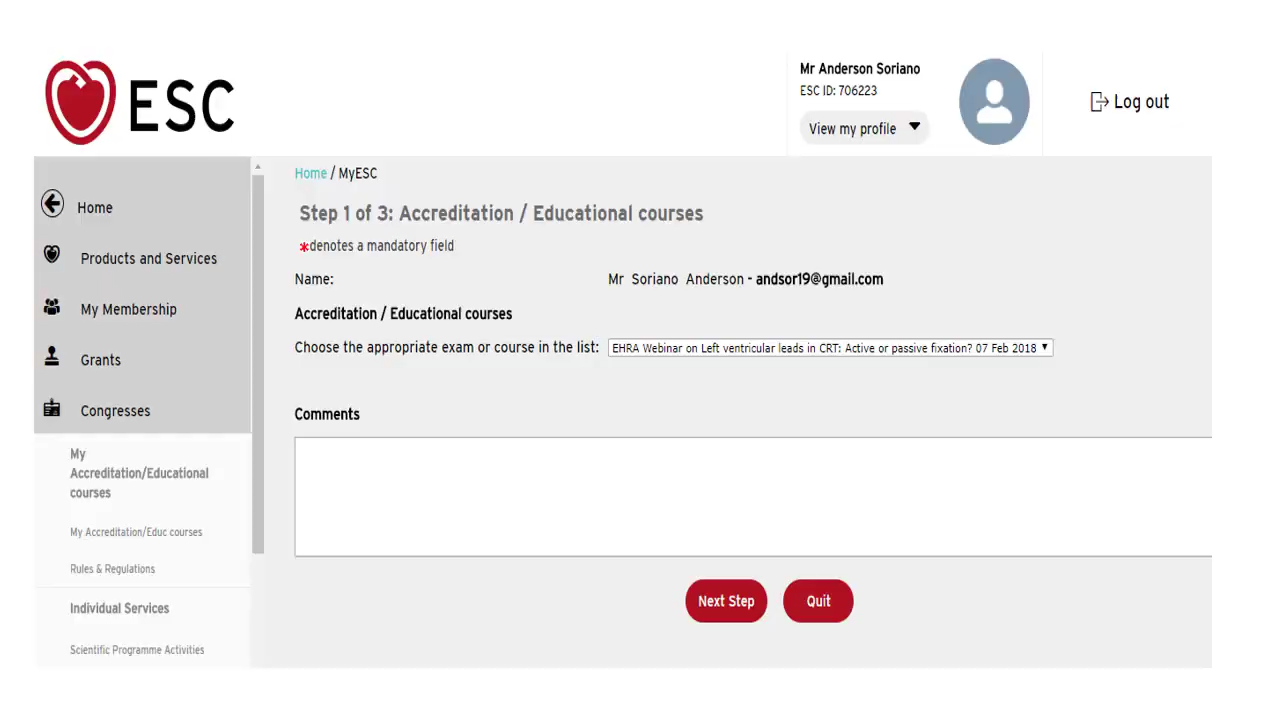 ESC
Mr Anderson Soriano
ESC ID: 706223
View my profile
Log out
Home
Products and Services
My Membership
Grants
Congresses
My
Accreditation/Educational
courses
My Accreditation/Educ courses
Rules & Regulations
Individual Services
Scientific Programme Activities
Home / MyESC
Step 1 of 3: Accreditation / Educational courses
*denotes a mandatory field
Name: Mr Soriano Anderson - andsor19@gmail.com
Accreditation / Educational courses
Choose the appropriate exam or course in the list: EHRA Webinar on Left ventricular leads in CRT: Active or passive fixation? 07 Feb 2018
Comments
Next Step Quit